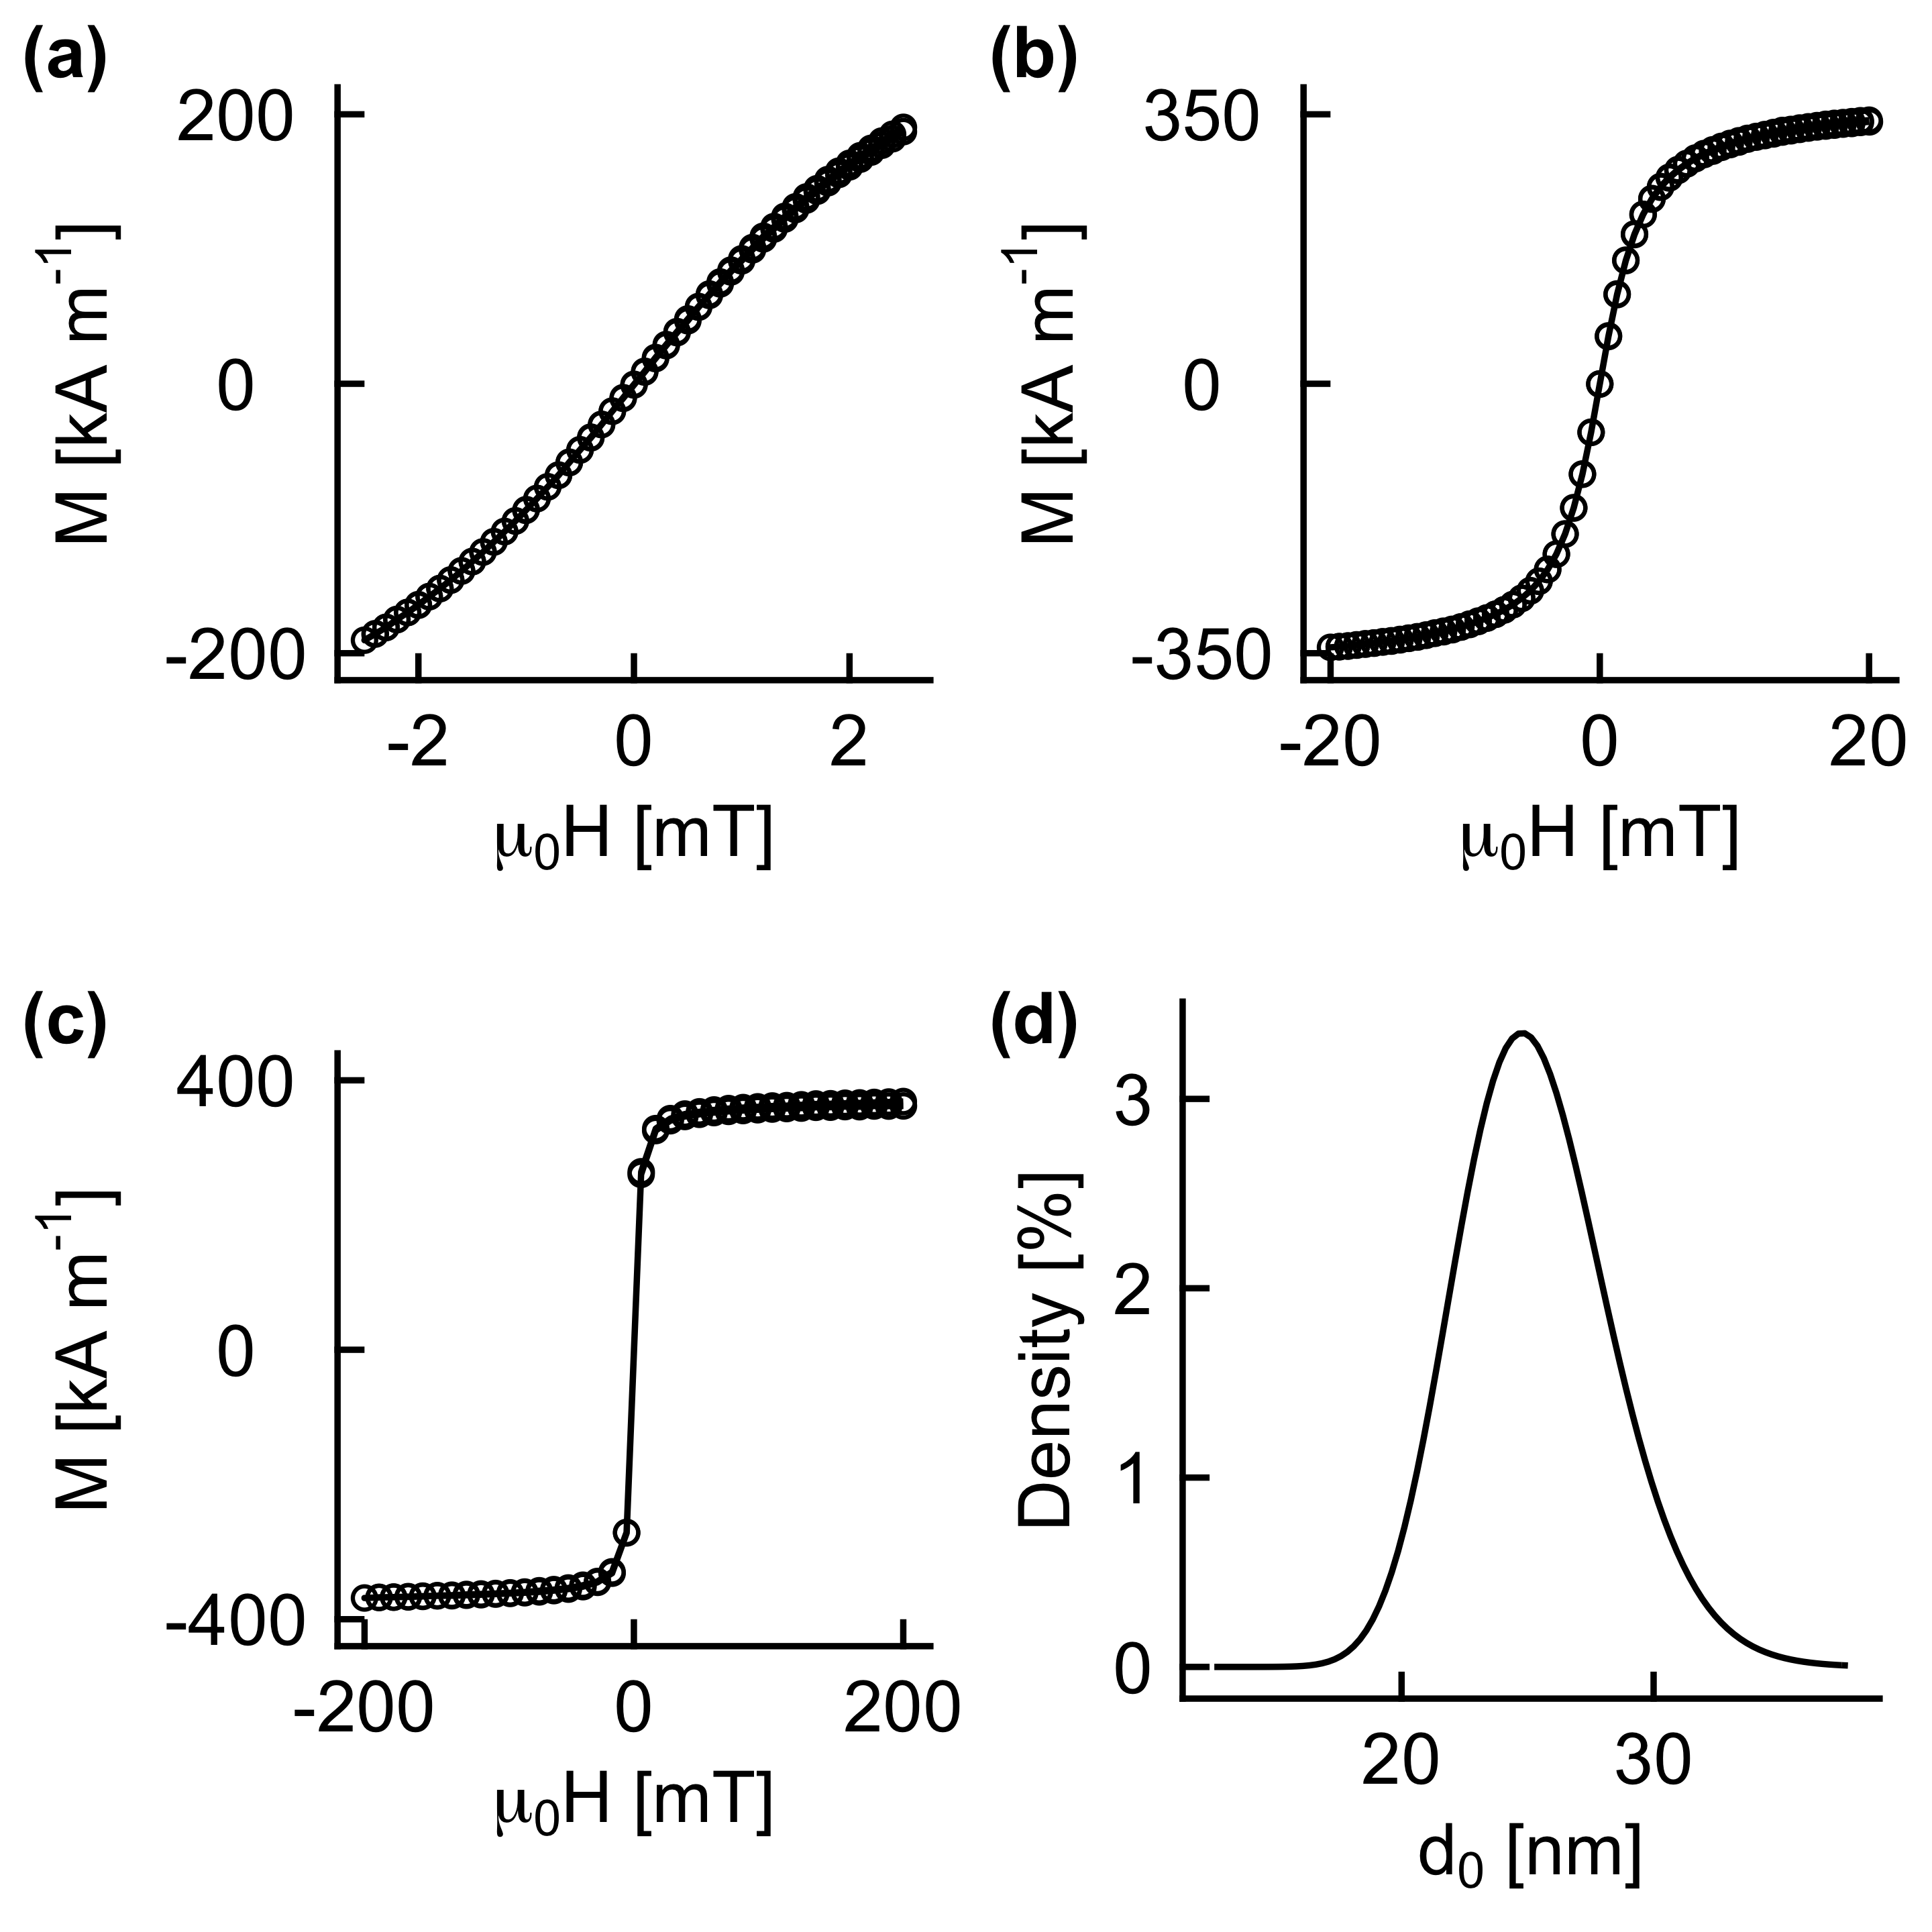 (a)
200
0
-200
M [kA m-1]
-2 0 2
μ0H [mT]
(b)
350
0
-350
M [kA m-1]
-20 0 20
μ0H [mT]
(c)
400
0
-400
M [kA m-1]
-200 0 200
μ0H [mT]
(d)
3
2
1
0
Density [%]
20 30
d0 [nm]